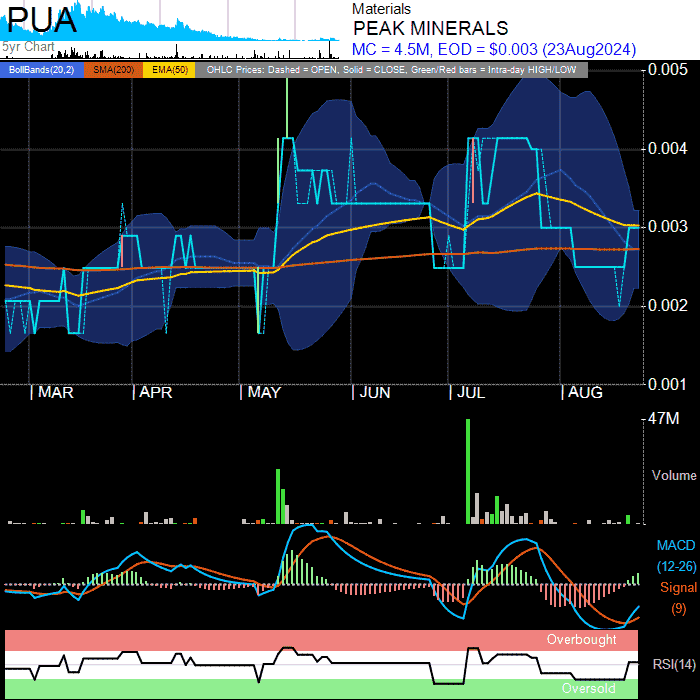 PUA
5yr Chart
Materials
PEAK MINERALS
MC = 4.5M, EOD = $0.003 (23Aug2024)
BollBands(20,2) SMA(200) EMA(50) OHLC Prices: Dashed = OPEN, Solid = CLOSE, Green/Red bars = Intra-day HIGH/LOW
0.005
0.004
0.003
0.002
0.001
| MAR | APR | MAY | JUN | JUL | AUG
47M
Volume
MACD
(12-26)
Signal
(9)
Overbought
RSI(14)
Oversold